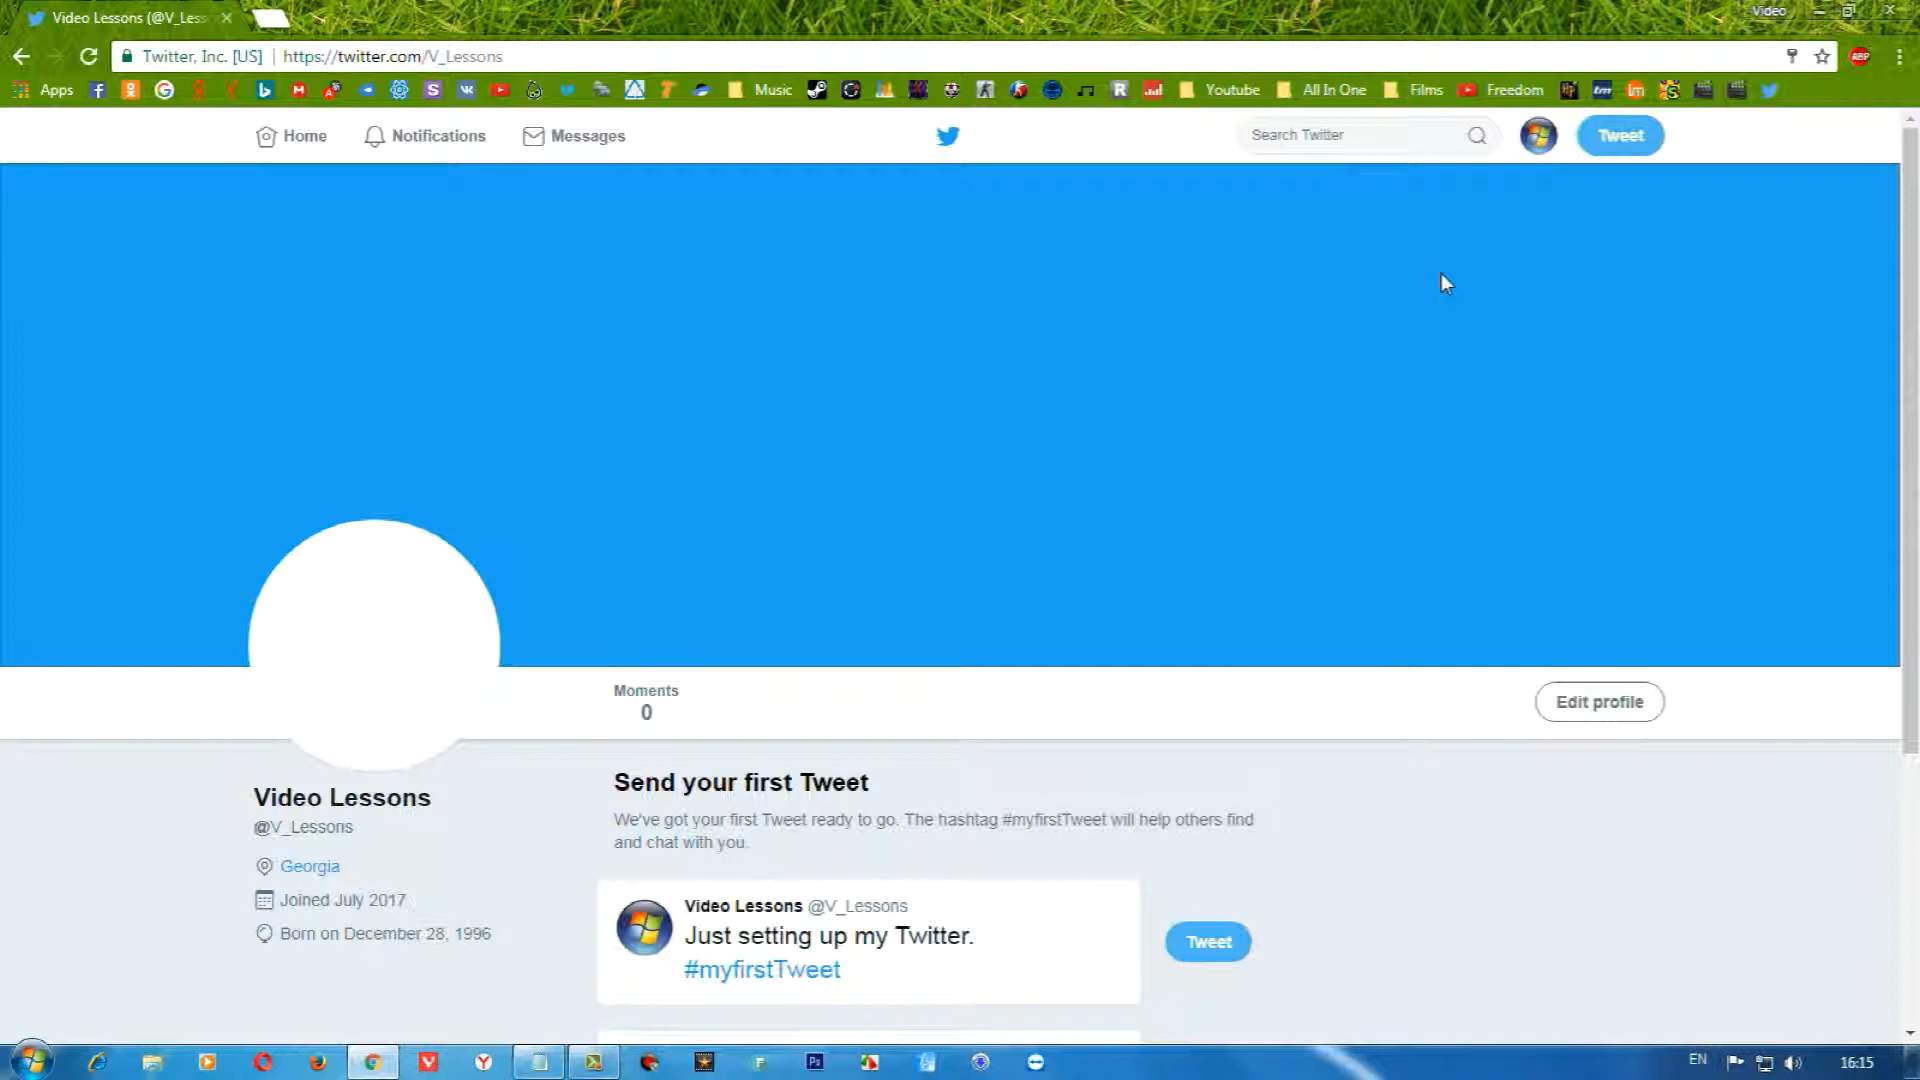 Video Lessons (@V_Les
Video
Twitter, Inc. [US] | https://twitter.com/V_Lessons
ABP
Apps
Music
Youtube
All In One
Films
Freedom
Home
Notifications
Messages
Search Twitter
Tweet
Moments
0
Edit profile
Video Lessons
@V_Lessons
Georgia
Joined July 2017
Born on December 28, 1996
Send your first Tweet
We've got your first Tweet ready to go. The hashtag #myfirstTweet will help others find
and chat with you.
Video Lessons @V_Lessons
Just setting up my Twitter.
#myfirstTweet
Tweet
EN
16:15